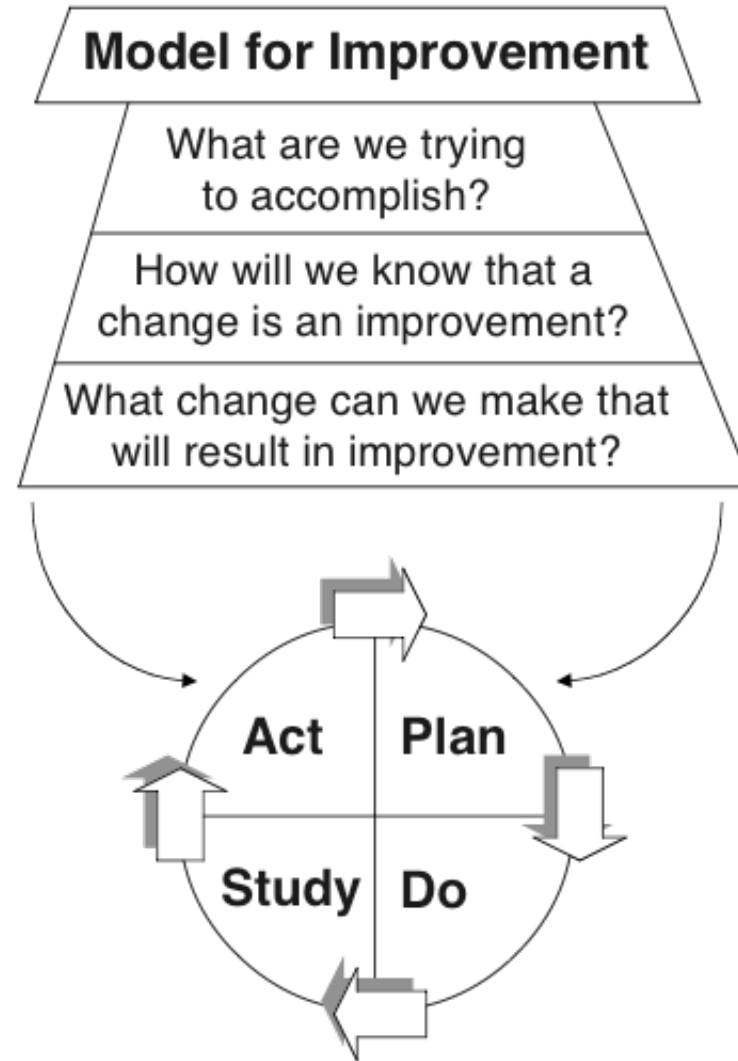 Model for Improvement
What are we trying
to accomplish?
How will we know that a
change is an improvement?
What change can we make that
will result in improvement?
Act
Plan
Study
Do